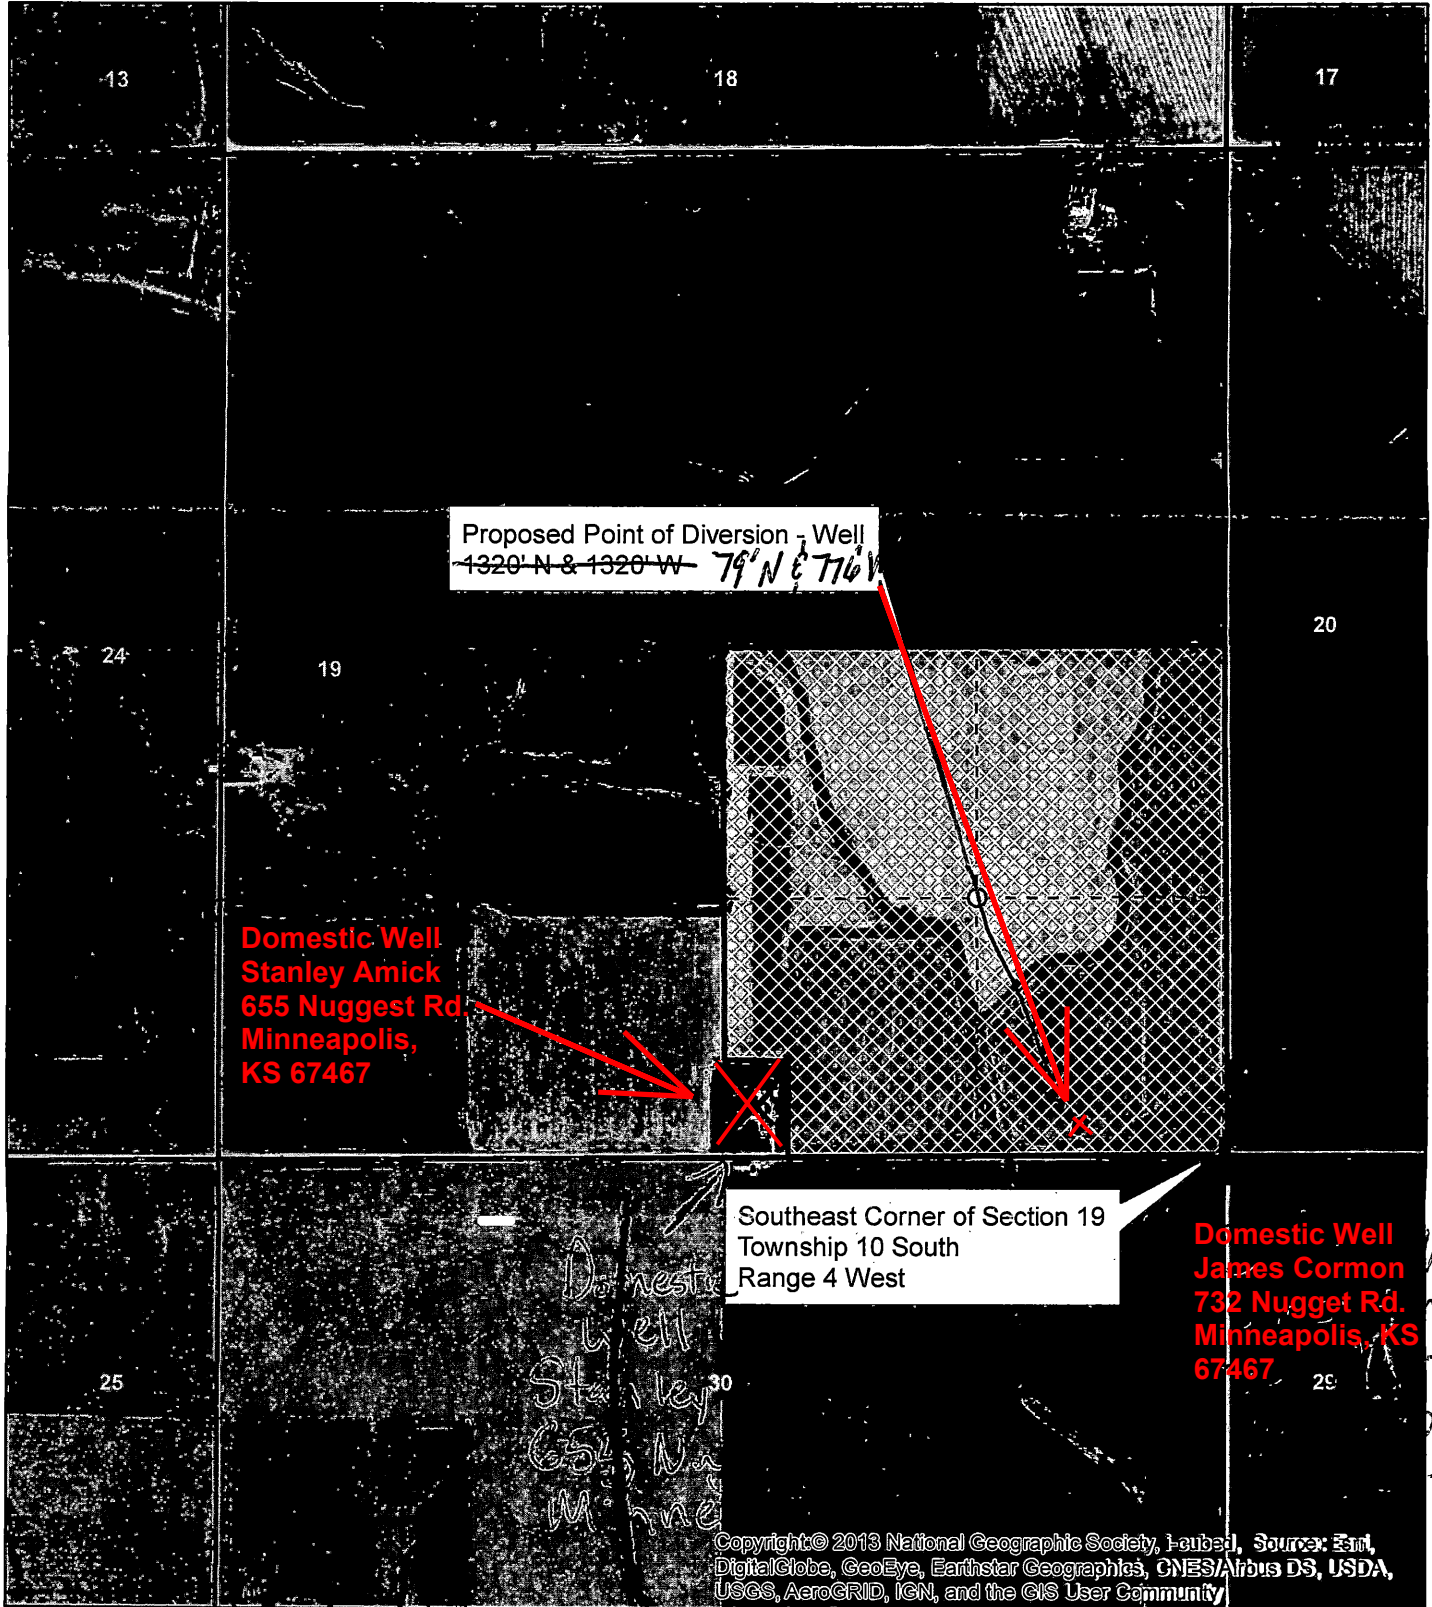 13
18
17
Proposed Point of Diversion - Well
1320' N & 1320' W 79' N & 776' W
20
24
19
Domestic Well
Stanley Amick
655 Nuggest Rd.
Minneapolis,
KS 67467
Southeast Corner of Section 19
Township 10 South
Range 4 West
Domestic Well
James Cormon
732 Nugget Rd.
Minneapolis, KS
67467
Domestic
Well
Stanley
655 N
Minne
25
30
29
Copyright:© 2013 National Geographic Society, i-cubed, Source: Esri,
DigitalGlobe, GeoEye, Earthstar Geographics, CNES/Airbus DS, USDA,
USGS, AeroGRID, IGN, and the GIS User Community